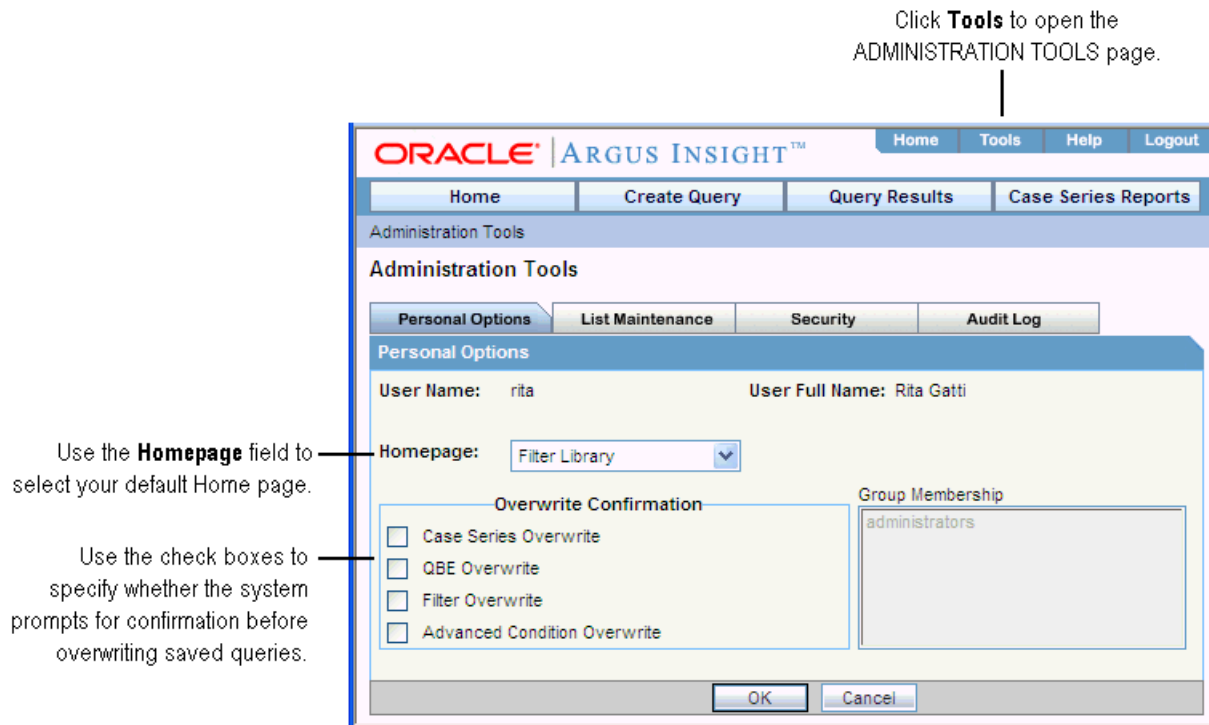 Click Tools to open the
ADMINISTRATION TOOLS page.
ORACLE® ARGUS INSIGHT™
Home Tools Help Logout
Home Create Query Query Results Case Series Reports
Administration Tools
Administration Tools
Personal Options List Maintenance Security Audit Log
Personal Options
User Name: rita User Full Name: Rita Gatti
Use the Homepage field to
select your default Home page.
Homepage: Filter Library
Overwrite Confirmation
Case Series Overwrite
QBE Overwrite
Filter Overwrite
Advanced Condition Overwrite
Group Membership
administrators
Use the check boxes to
specify whether the system
prompts for confirmation before
overwriting saved queries.
OK Cancel